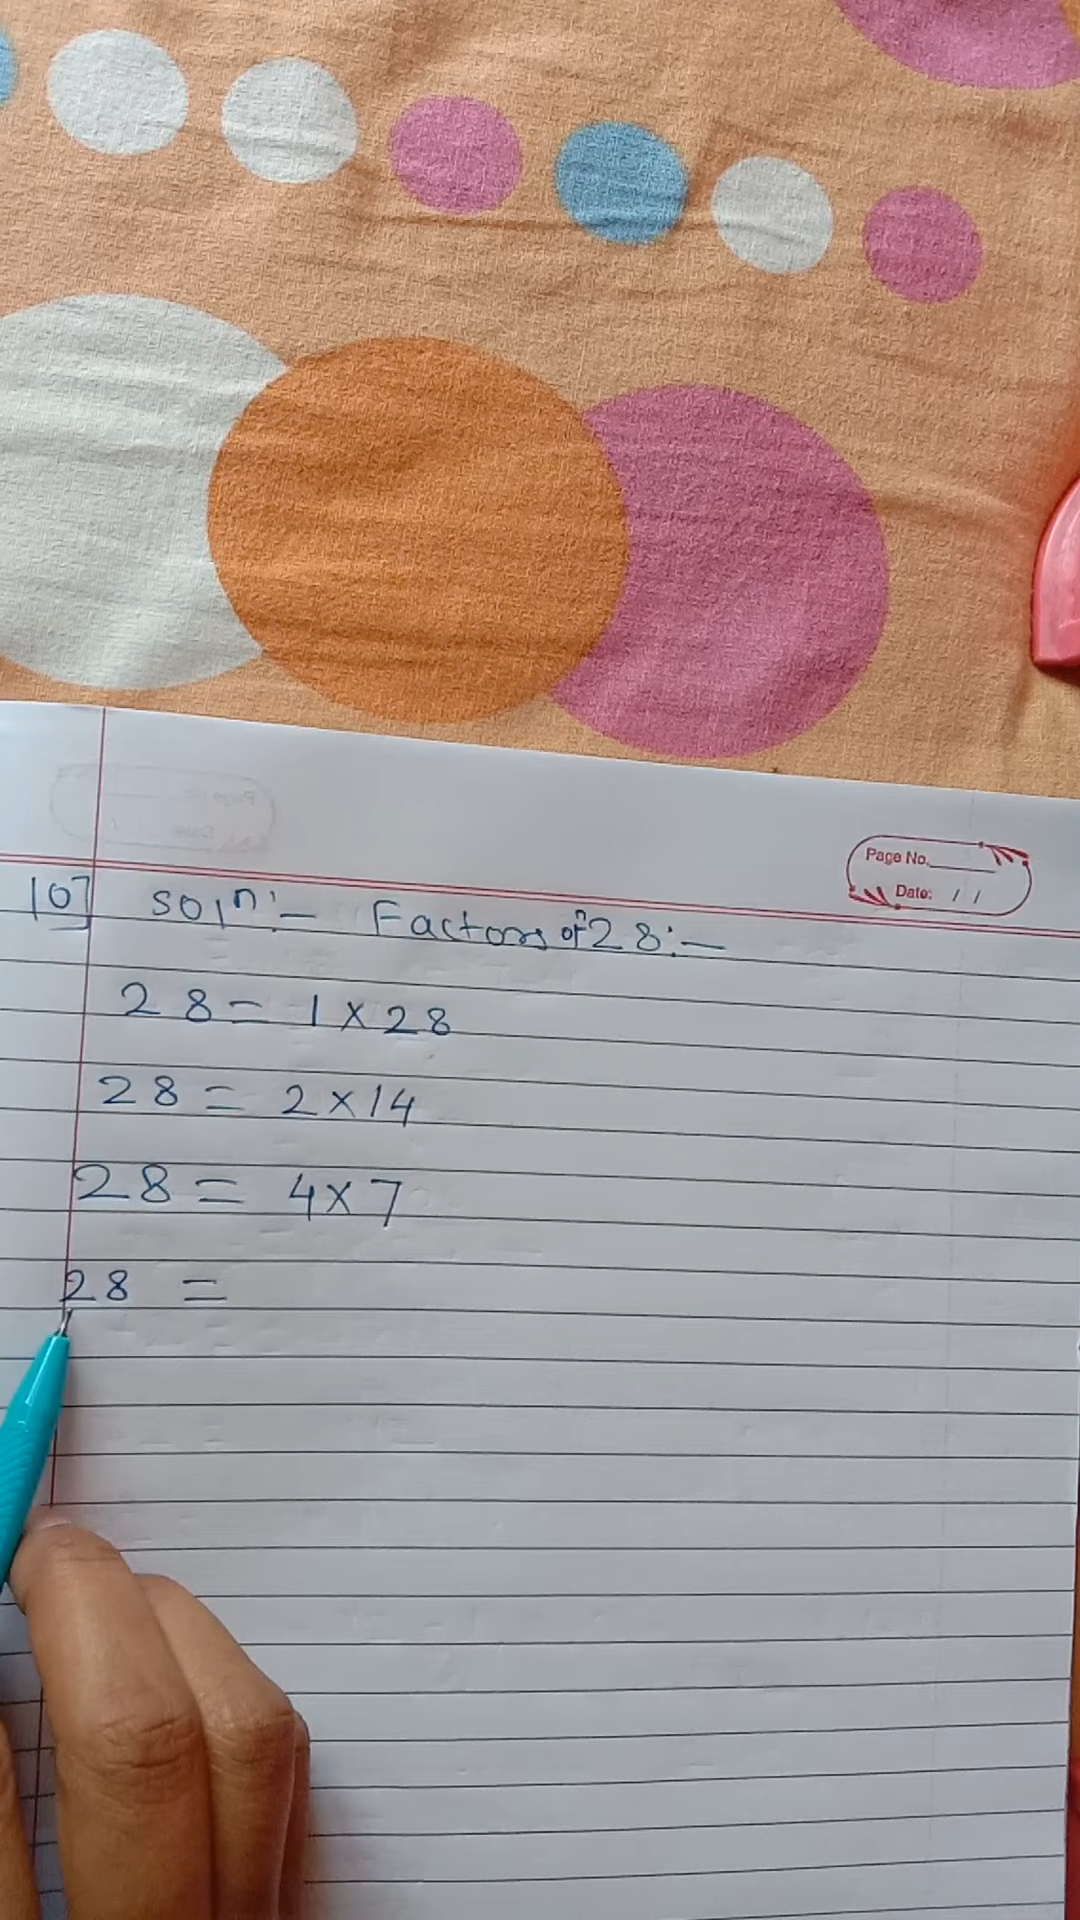 Page No.
Date: / /
10] Soln:- Factors of 28:-
28 = 1 x 28
28 = 2 x 14
28 = 4 x 7
28 =